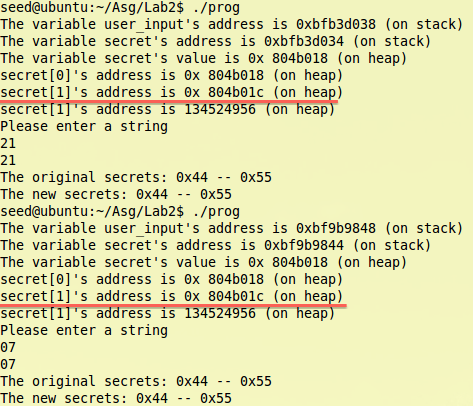 seed@ubuntu:~/Asg/Lab2$ ./prog
The variable user_input's address is 0xbfb3d038 (on stack)
The variable secret's address is 0xbfb3d034 (on stack)
The variable secret's value is 0x 804b018 (on heap)
secret[0]'s address is 0x 804b018 (on heap)
secret[1]'s address is 0x 804b01c (on heap)
secret[1]'s address is 134524956 (on heap)
Please enter a string
21
21
The original secrets: 0x44 -- 0x55
The new secrets: 0x44 -- 0x55
seed@ubuntu:~/Asg/Lab2$ ./prog
The variable user_input's address is 0xbf9b9848 (on stack)
The variable secret's address is 0xbf9b9844 (on stack)
The variable secret's value is 0x 804b018 (on heap)
secret[0]'s address is 0x 804b018 (on heap)
secret[1]'s address is 0x 804b01c (on heap)
secret[1]'s address is 134524956 (on heap)
Please enter a string
07
07
The original secrets: 0x44 -- 0x55
The new secrets: 0x44 -- 0x55